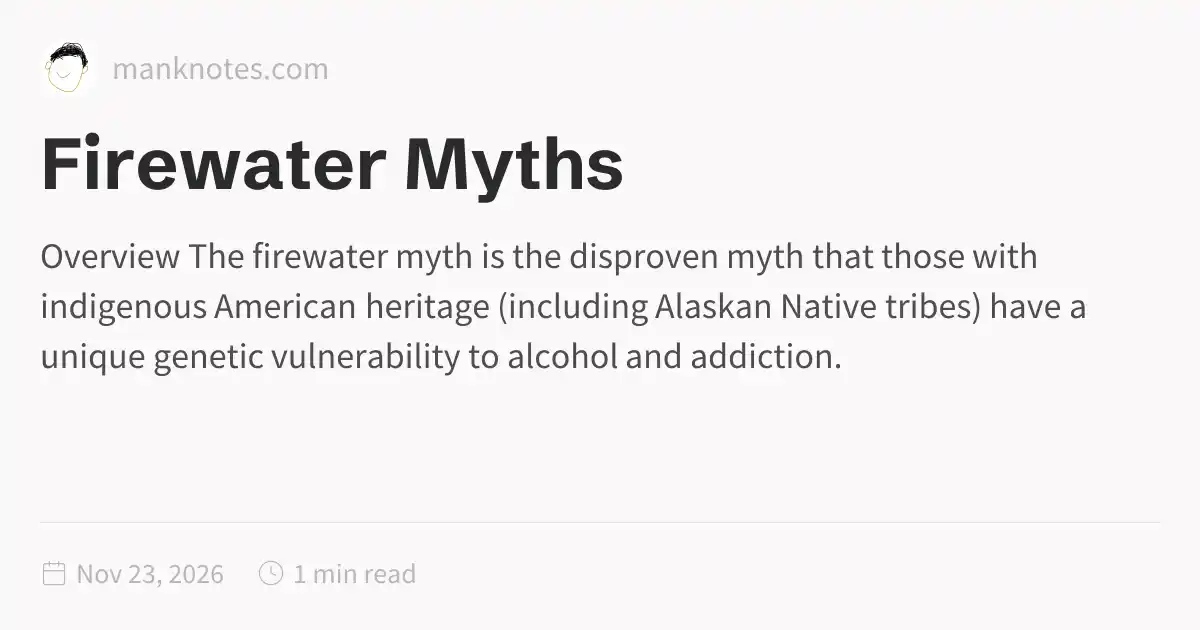 manknotes.com
Firewater Myths
Overview The firewater myth is the disproven myth that those with
indigenous American heritage (including Alaskan Native tribes) have a
unique genetic vulnerability to alcohol and addiction.
Nov 23, 2026 1 min read